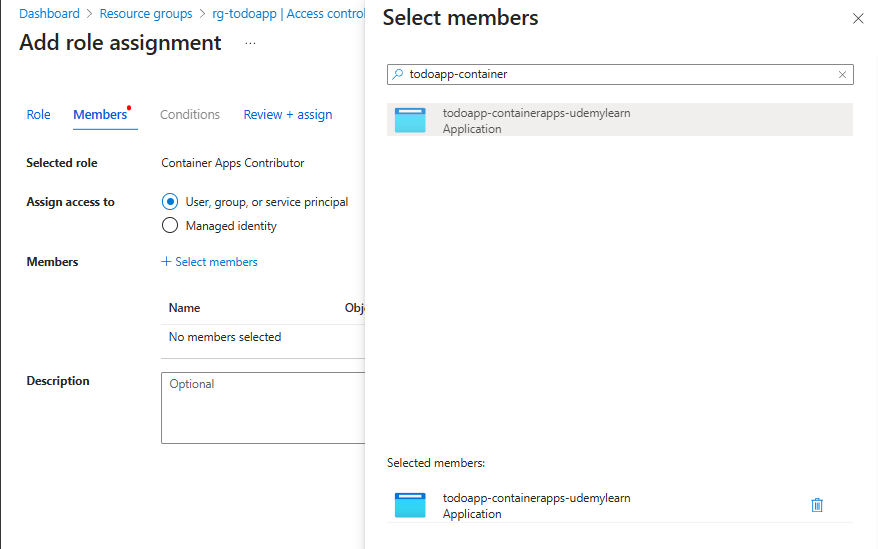 Dashboard > Resource groups > rg-todoapp | Access control
Add role assignment ...
Role Members Conditions Review + assign
Selected role Container Apps Contributor
Assign access to User, group, or service principal
Managed identity
Members + Select members
Name Obj
No members selected
Description Optional
Select members
todoapp-container
todoapp-containerapps-udemylearn
Application
Selected members:
todoapp-containerapps-udemylearn
Application